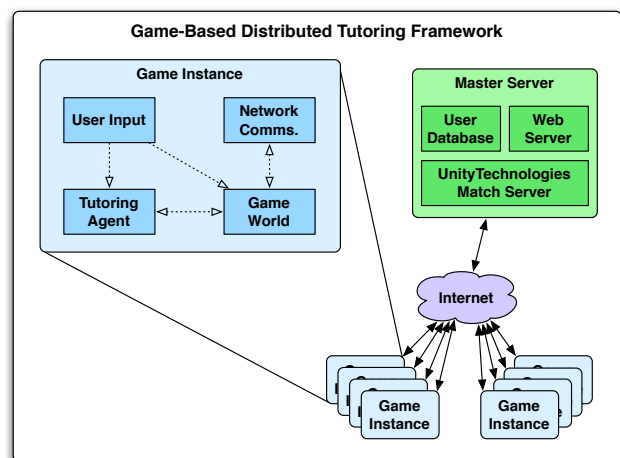 Game-Based Distributed Tutoring Framework
Game Instance
User Input
Network
Comms.
Tutoring
Agent
Game
World
Master Server
User
Database
Web
Server
UnityTechnologies
Match Server
Internet
Game
Instance
Game
Instance